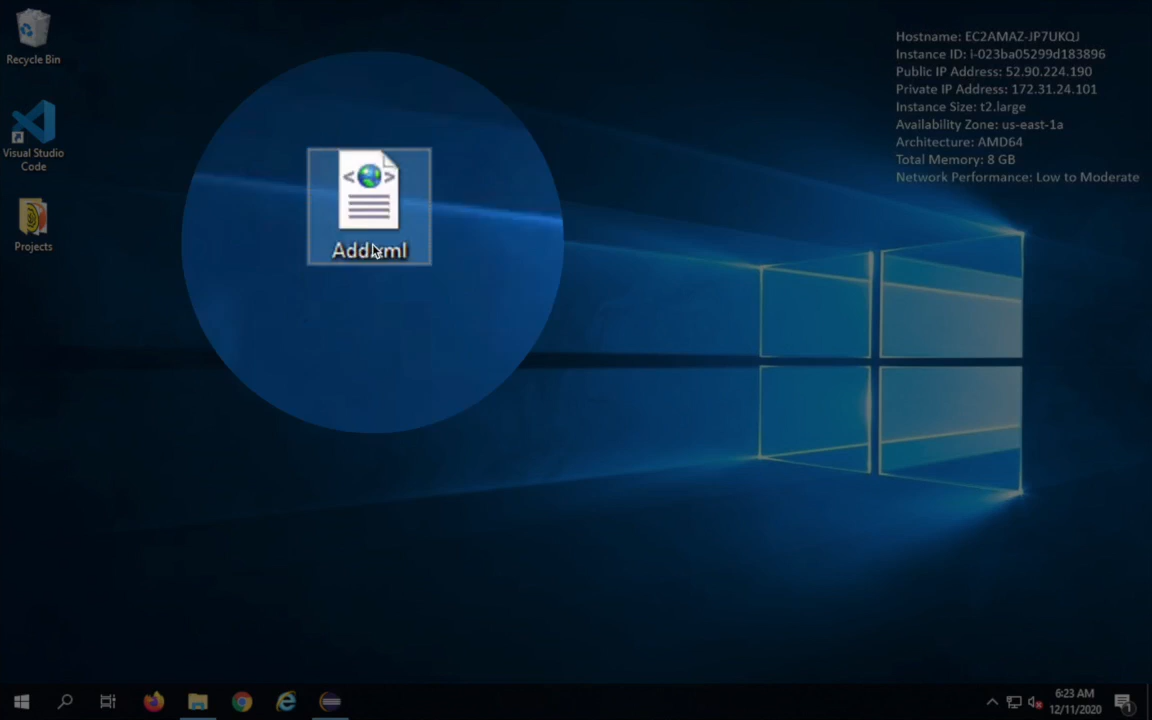 Recycle Bin
Visual Studio
Code
Projects
Hostname: EC2AMAZ-JP7UKQJ
Instance ID: i-023ba05299d183896
Public IP Address: 52.90.224.190
Private IP Address: 172.31.24.101
Instance Size: t2.large
Availability Zone: us-east-1a
Architecture: AMD64
Total Memory: 8 GB
Network Performance: Low to Moderate
Add.xml
6:23 AM
12/11/2020
1